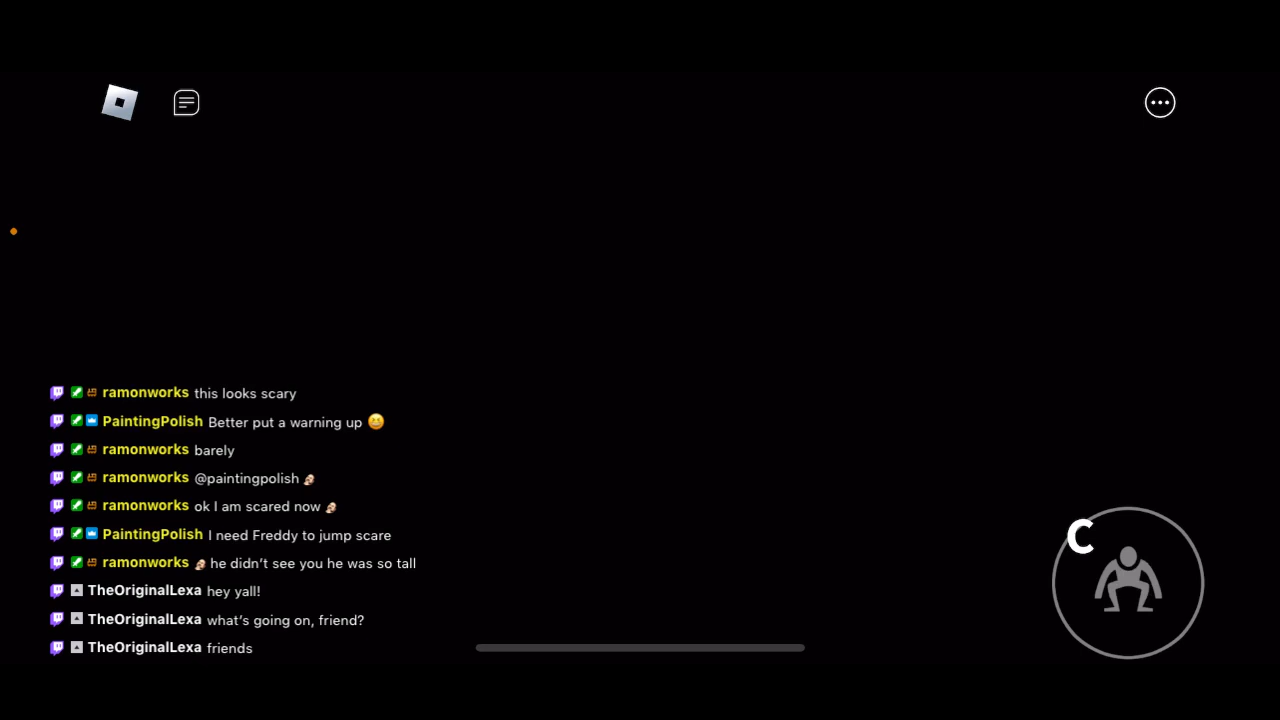 ramonworks this looks scary
PaintingPolish Better put a warning up
ramonworks barely
ramonworks @paintingpolish
ramonworks ok I am scared now
PaintingPolish I need Freddy to jump scare
ramonworks he didn’t see you he was so tall
TheOriginalLexa hey yall!
TheOriginalLexa what’s going on, friend?
TheOriginalLexa friends
C